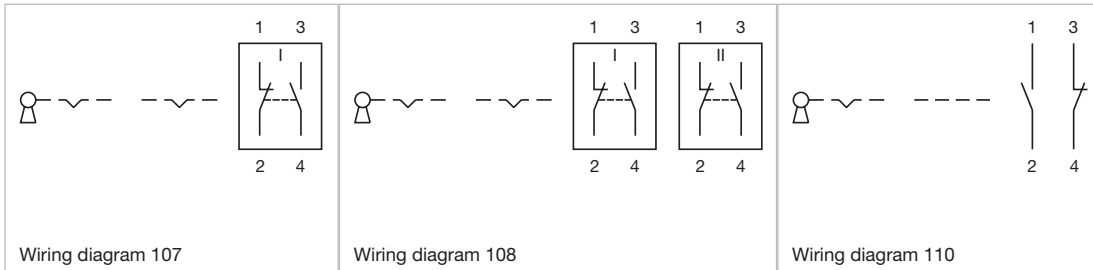 1 3
I
2 4
Wiring diagram 107
1 3 1 3
I II
2 4 2 4
Wiring diagram 108
1 3
2 4
Wiring diagram 110